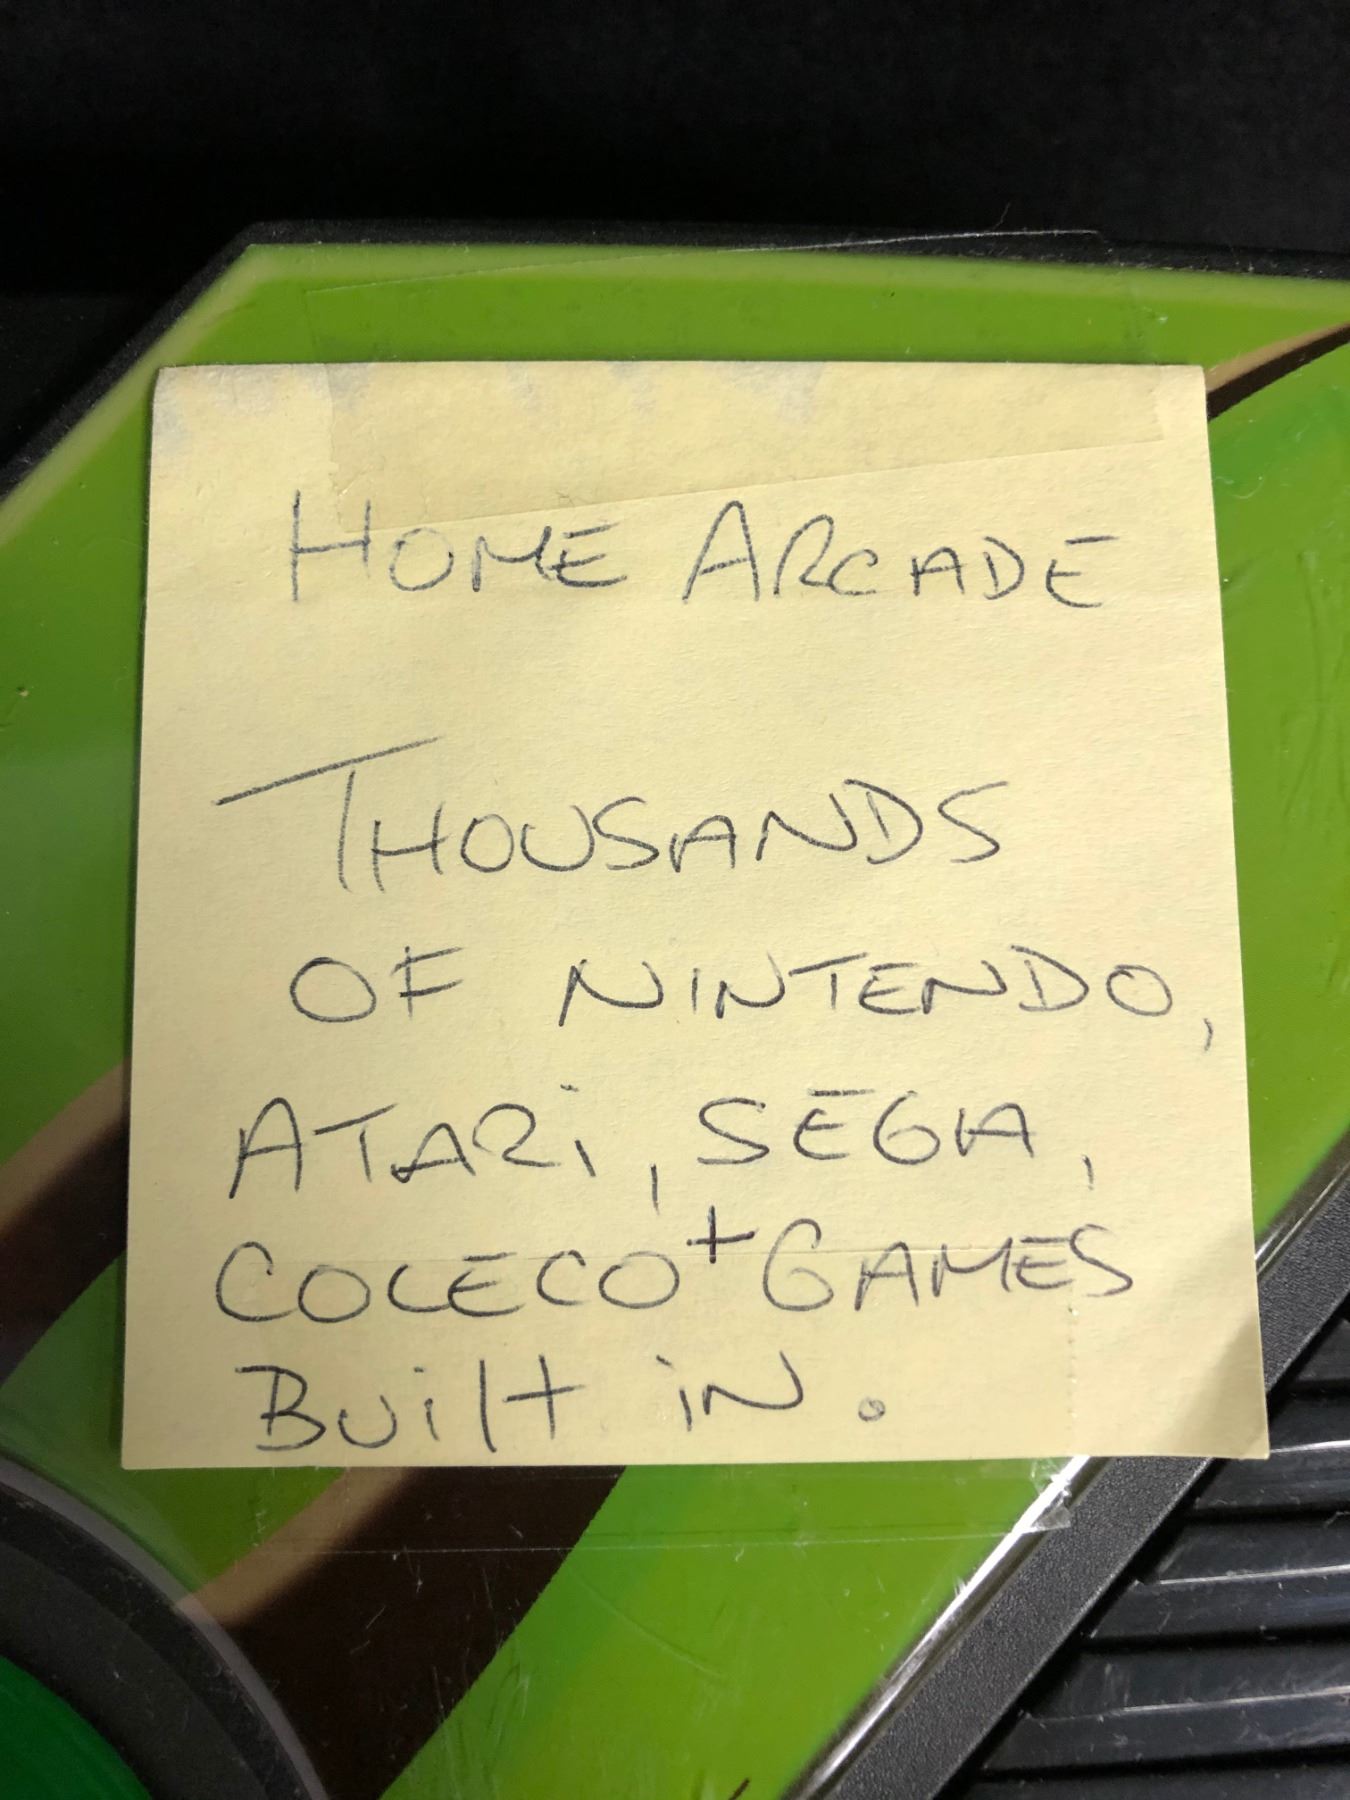 HOME ARCADE
THOUSANDS
OF NINTENDO,
ATARi, SEGA,
COLECO + GAMES
Built iN.